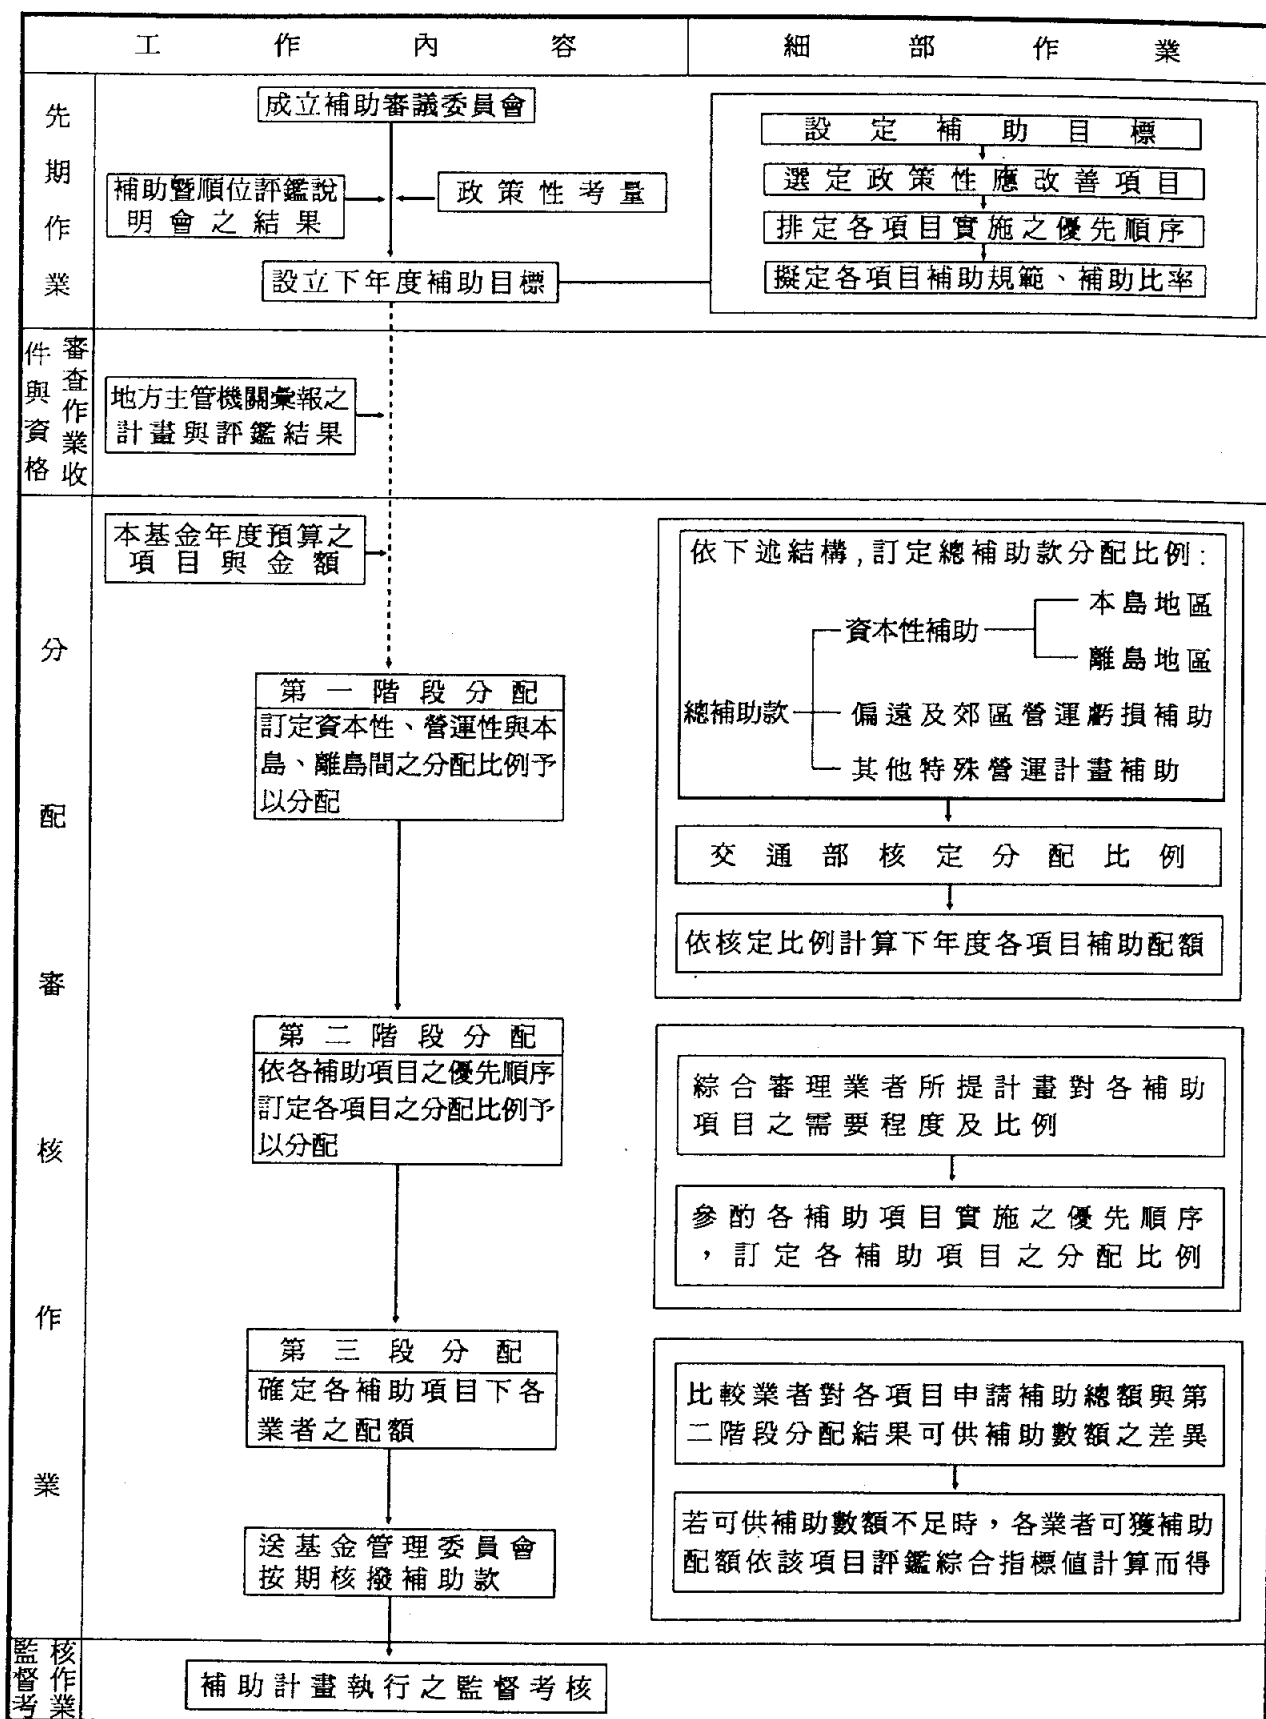 工作內容
細部作業
先期作業
成立補助審議委員會
補助暨順位評鑑說
明會之結果
政策性考量
設立下年度補助目標
設定補助目標
選定政策性應改善項目
排定各項目實施之優先順序
擬定各項目補助規範、補助比率
審查作業收
件與資格
地方主管機關彙報之
計畫與評鑑結果
分配審核作業
本基金年度預算之
項目與金額
第一階段分配
訂定資本性、營運性與本
島、離島間之分配比例予
以分配
依下述結構,訂定總補助款分配比例:
總補助款
資本性補助
本島地區
離島地區
偏遠及郊區營運虧損補助
其他特殊營運計畫補助
交通部核定分配比例
依核定比例計算下年度各項目補助配額
第二階段分配
依各補助項目之優先順序
訂定各項目之分配比例予
以分配
綜合審理業者所提計畫對各補助
項目之需要程度及比例
參酌各補助項目實施之優先順序
,訂定各補助項目之分配比例
第三段分配
確定各補助項目下各
業者之配額
比較業者對各項目申請補助總額與第
二階段分配結果可供補助數額之差異
若可供補助數額不足時,各業者可獲補助
配額依該項目評鑑綜合指標值計算而得
送基金管理委員會
按期核撥補助款
監督考
核作業
補助計畫執行之監督考核